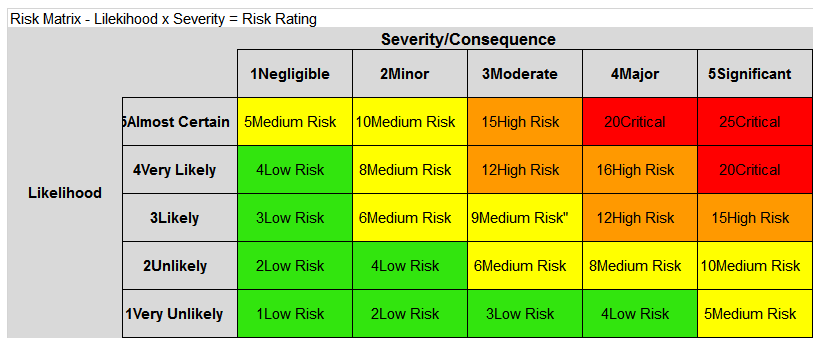 Risk Matrix - Lilekihood x Severity = Risk Rating
Severity/Consequence
1Negligible 2Minor 3Moderate 4Major 5Significant
5Almost Certain 5Medium Risk 10Medium Risk 15High Risk 20Critical 25Critical
4Very Likely 4Low Risk 8Medium Risk 12High Risk 16High Risk 20Critical
Likelihood 3Likely 3Low Risk 6Medium Risk 9Medium Risk" 12High Risk 15High Risk
2Unlikely 2Low Risk 4Low Risk 6Medium Risk 8Medium Risk 10Medium Risk
1Very Unlikely 1Low Risk 2Low Risk 3Low Risk 4Low Risk 5Medium Risk